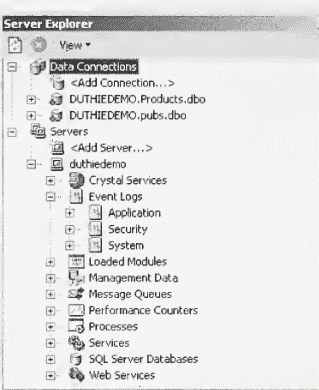 Server Explorer
View
Data Connections
<Add Connection...>
DUTHIEDEMO.Products.dbo
DUTHIEDEMO.pubs.dbo
Servers
<Add Server...>
duthiedemo
Crystal Services
Event Logs
Application
Security
System
Loaded Modules
Management Data
Message Queues
Performance Counters
Processes
Services
SQL Server Databases
Web Services